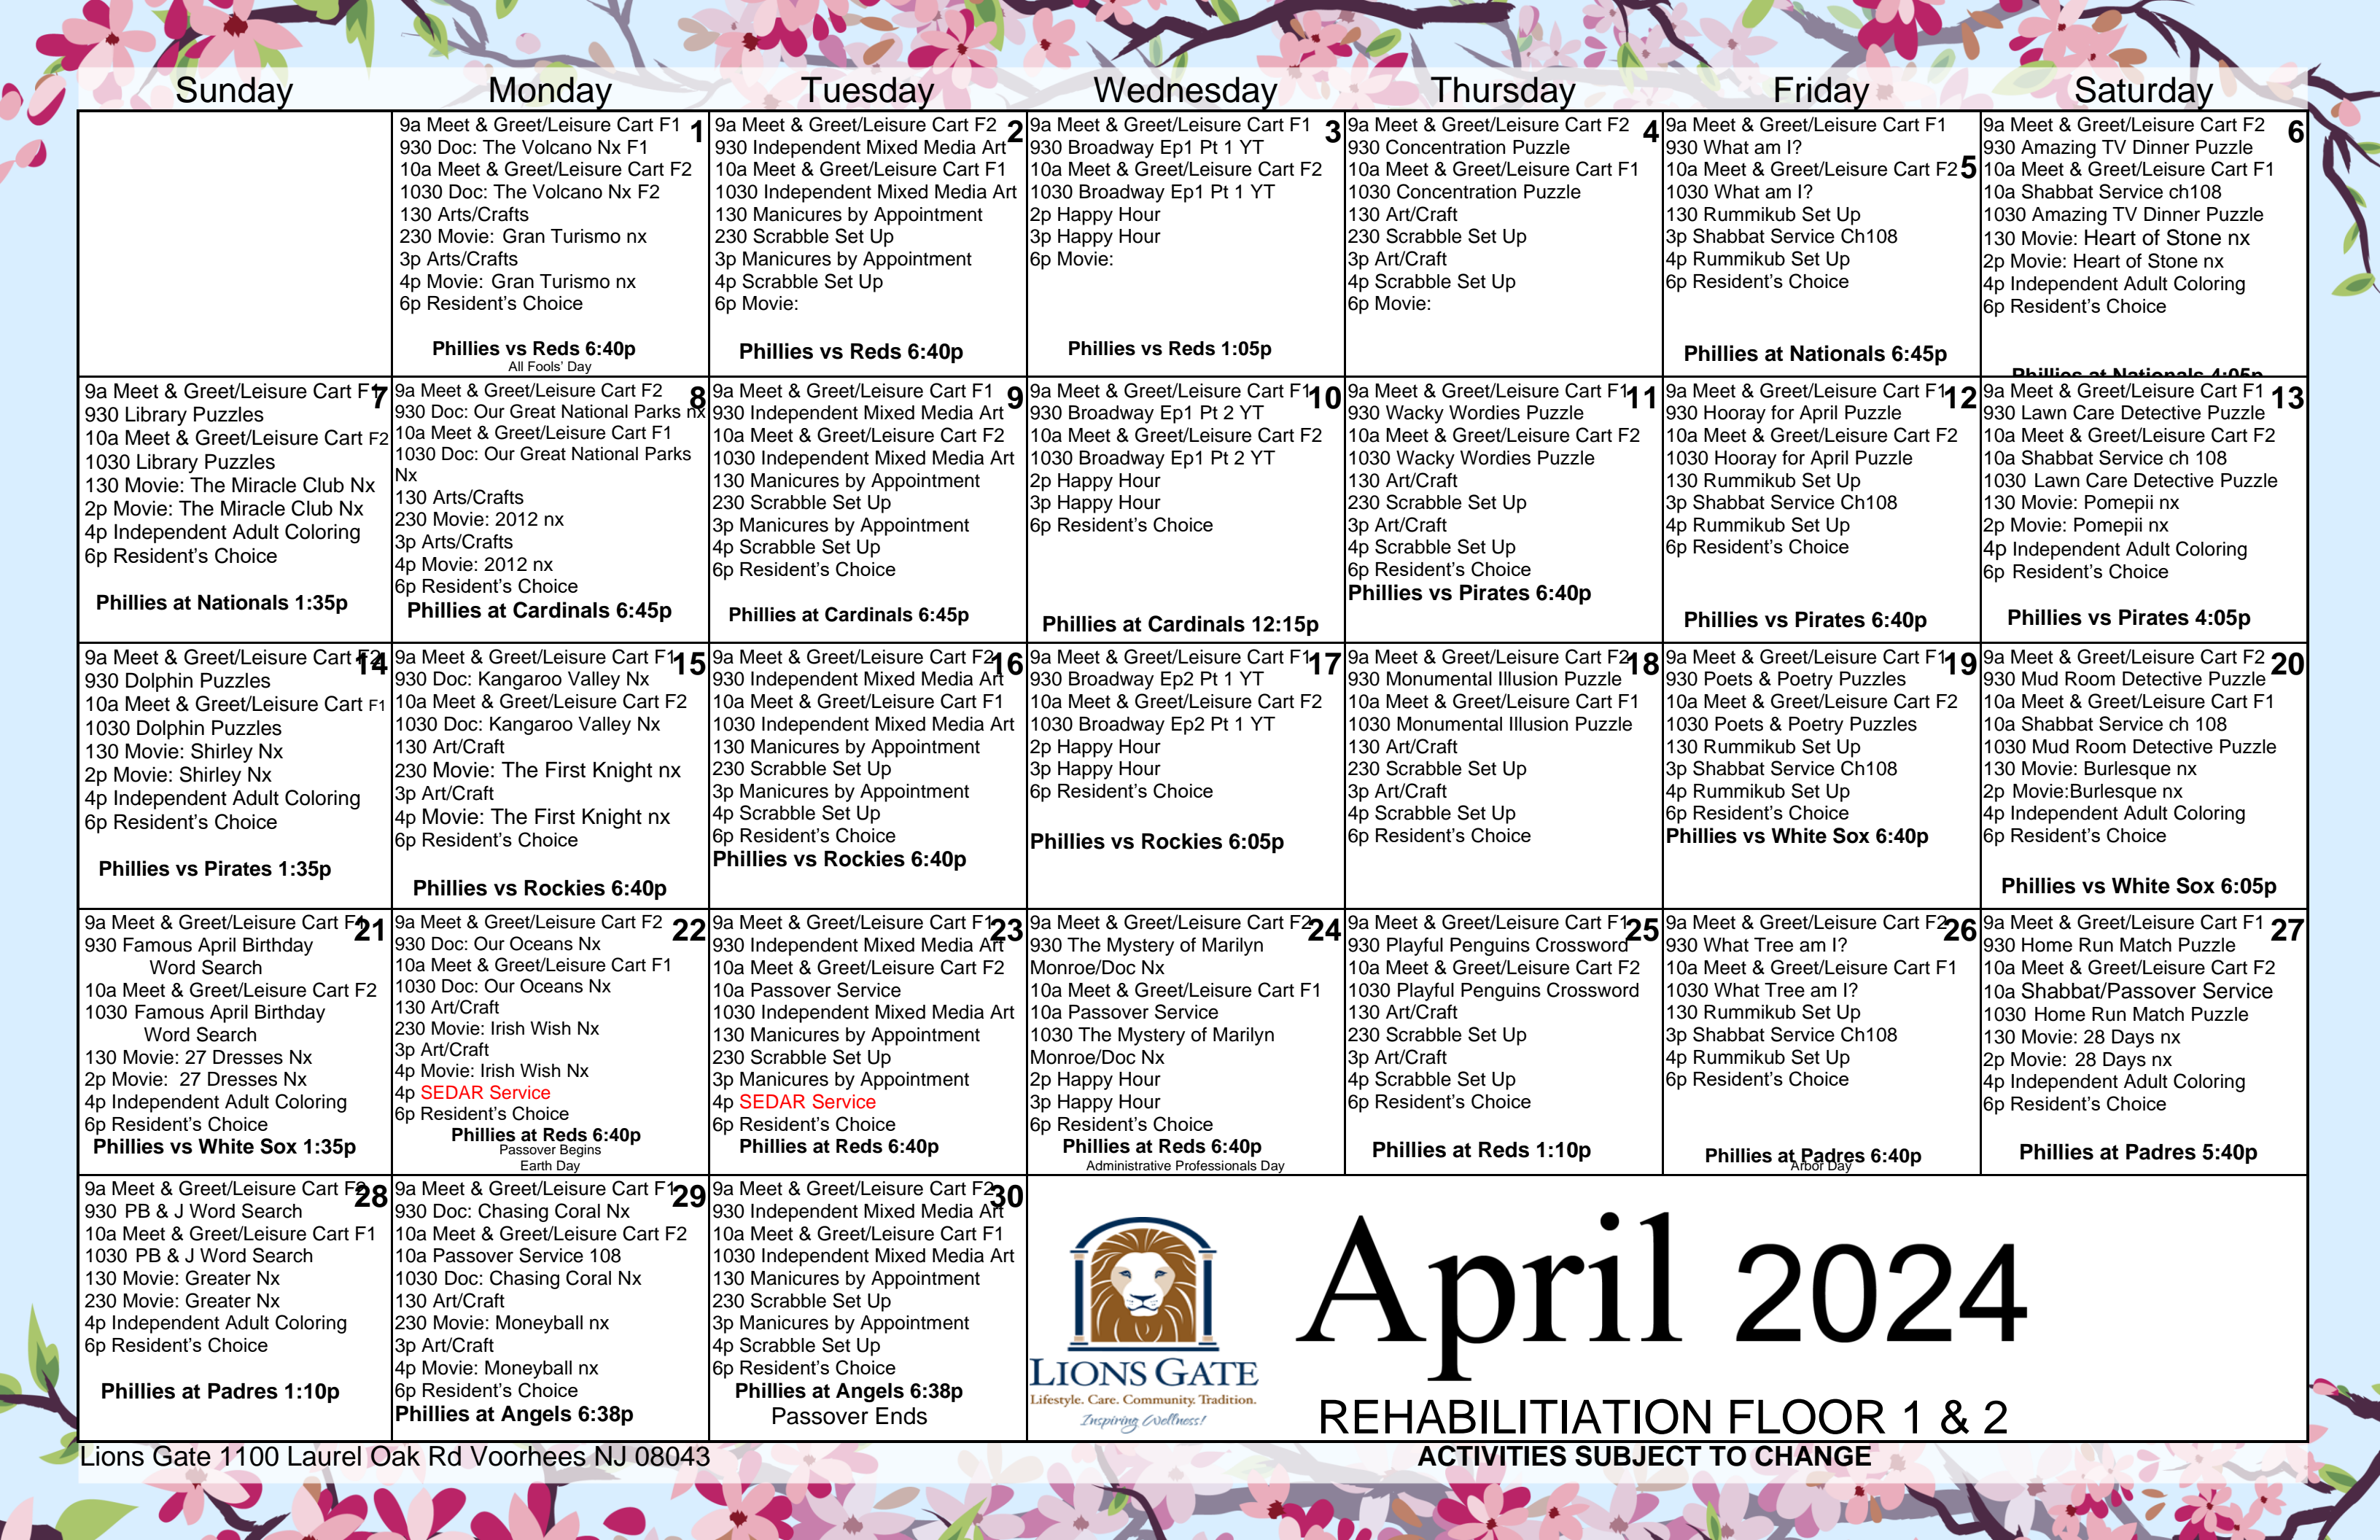 Sunday Monday Tuesday Wednesday Thursday Friday Saturday
1
9a Meet & Greet/Leisure Cart F1
930 Doc: The Volcano Nx F1
10a Meet & Greet/Leisure Cart F2
1030 Doc: The Volcano Nx F2
130 Arts/Crafts
230 Movie: Gran Turismo nx
3p Arts/Crafts
4p Movie: Gran Turismo nx
6p Resident's Choice
Phillies vs Reds 6:40p
All Fools' Day
2
9a Meet & Greet/Leisure Cart F2
930 Independent Mixed Media Art
10a Meet & Greet/Leisure Cart F1
1030 Independent Mixed Media Art
130 Manicures by Appointment
230 Scrabble Set Up
3p Manicures by Appointment
4p Scrabble Set Up
6p Movie:
Phillies vs Reds 6:40p
3
9a Meet & Greet/Leisure Cart F1
930 Broadway Ep1 Pt 1 YT
10a Meet & Greet/Leisure Cart F2
1030 Broadway Ep1 Pt 1 YT
2p Happy Hour
3p Happy Hour
6p Movie:
Phillies vs Reds 1:05p
4
9a Meet & Greet/Leisure Cart F2
930 Concentration Puzzle
10a Meet & Greet/Leisure Cart F1
1030 Concentration Puzzle
130 Art/Craft
230 Scrabble Set Up
3p Art/Craft
4p Scrabble Set Up
6p Movie:
5
9a Meet & Greet/Leisure Cart F1
930 What am I?
10a Meet & Greet/Leisure Cart F2
1030 What am I?
130 Rummikub Set Up
3p Shabbat Service Ch108
4p Rummikub Set Up
6p Resident's Choice
Phillies at Nationals 6:45p
6
9a Meet & Greet/Leisure Cart F2
930 Amazing TV Dinner Puzzle
10a Meet & Greet/Leisure Cart F1
10a Shabbat Service ch108
1030 Amazing TV Dinner Puzzle
130 Movie: Heart of Stone nx
2p Movie: Heart of Stone nx
4p Independent Adult Coloring
6p Resident's Choice
Phillies at Nationals 4:05p
7
9a Meet & Greet/Leisure Cart F1
930 Library Puzzles
10a Meet & Greet/Leisure Cart F2
1030 Library Puzzles
130 Movie: The Miracle Club Nx
2p Movie: The Miracle Club Nx
4p Independent Adult Coloring
6p Resident's Choice
Phillies at Nationals 1:35p
8
9a Meet & Greet/Leisure Cart F2
930 Doc: Our Great National Parks nx
10a Meet & Greet/Leisure Cart F1
1030 Doc: Our Great National Parks
Nx
130 Arts/Crafts
230 Movie: 2012 nx
3p Arts/Crafts
4p Movie: 2012 nx
6p Resident's Choice
Phillies at Cardinals 6:45p
9
9a Meet & Greet/Leisure Cart F1
930 Independent Mixed Media Art
10a Meet & Greet/Leisure Cart F2
1030 Independent Mixed Media Art
130 Manicures by Appointment
230 Scrabble Set Up
3p Manicures by Appointment
4p Scrabble Set Up
6p Resident's Choice
Phillies at Cardinals 6:45p
10
9a Meet & Greet/Leisure Cart F1
930 Broadway Ep1 Pt 2 YT
10a Meet & Greet/Leisure Cart F2
1030 Broadway Ep1 Pt 2 YT
2p Happy Hour
3p Happy Hour
6p Resident's Choice
Phillies at Cardinals 12:15p
11
9a Meet & Greet/Leisure Cart F1
930 Wacky Wordies Puzzle
10a Meet & Greet/Leisure Cart F2
1030 Wacky Wordies Puzzle
130 Art/Craft
230 Scrabble Set Up
3p Art/Craft
4p Scrabble Set Up
6p Resident's Choice
Phillies vs Pirates 6:40p
12
9a Meet & Greet/Leisure Cart F1
930 Hooray for April Puzzle
10a Meet & Greet/Leisure Cart F2
1030 Hooray for April Puzzle
130 Rummikub Set Up
3p Shabbat Service Ch108
4p Rummikub Set Up
6p Resident's Choice
Phillies vs Pirates 6:40p
13
9a Meet & Greet/Leisure Cart F1
930 Lawn Care Detective Puzzle
10a Meet & Greet/Leisure Cart F2
10a Shabbat Service ch 108
1030 Lawn Care Detective Puzzle
130 Movie: Pomepii nx
2p Movie: Pomepii nx
4p Independent Adult Coloring
6p Resident's Choice
Phillies vs Pirates 4:05p
14
9a Meet & Greet/Leisure Cart F2
930 Dolphin Puzzles
10a Meet & Greet/Leisure Cart F1
1030 Dolphin Puzzles
130 Movie: Shirley Nx
2p Movie: Shirley Nx
4p Independent Adult Coloring
6p Resident's Choice
Phillies vs Pirates 1:35p
15
9a Meet & Greet/Leisure Cart F1
930 Doc: Kangaroo Valley Nx
10a Meet & Greet/Leisure Cart F2
1030 Doc: Kangaroo Valley Nx
130 Art/Craft
230 Movie: The First Knight nx
3p Art/Craft
4p Movie: The First Knight nx
6p Resident's Choice
Phillies vs Rockies 6:40p
16
9a Meet & Greet/Leisure Cart F2
930 Independent Mixed Media Art
10a Meet & Greet/Leisure Cart F1
1030 Independent Mixed Media Art
130 Manicures by Appointment
230 Scrabble Set Up
3p Manicures by Appointment
4p Scrabble Set Up
6p Resident's Choice
Phillies vs Rockies 6:40p
17
9a Meet & Greet/Leisure Cart F1
930 Broadway Ep2 Pt 1 YT
10a Meet & Greet/Leisure Cart F2
1030 Broadway Ep2 Pt 1 YT
2p Happy Hour
3p Happy Hour
6p Resident's Choice
Phillies vs Rockies 6:05p
18
9a Meet & Greet/Leisure Cart F2
930 Monumental Illusion Puzzle
10a Meet & Greet/Leisure Cart F1
1030 Monumental Illusion Puzzle
130 Art/Craft
230 Scrabble Set Up
3p Art/Craft
4p Scrabble Set Up
6p Resident's Choice
19
9a Meet & Greet/Leisure Cart F1
930 Poets & Poetry Puzzles
10a Meet & Greet/Leisure Cart F2
1030 Poets & Poetry Puzzles
130 Rummikub Set Up
3p Shabbat Service Ch108
4p Rummikub Set Up
6p Resident's Choice
Phillies vs White Sox 6:40p
20
9a Meet & Greet/Leisure Cart F2
930 Mud Room Detective Puzzle
10a Meet & Greet/Leisure Cart F1
10a Shabbat Service ch 108
1030 Mud Room Detective Puzzle
130 Movie: Burlesque nx
2p Movie:Burlesque nx
4p Independent Adult Coloring
6p Resident's Choice
Phillies vs White Sox 6:05p
21
9a Meet & Greet/Leisure Cart F1
930 Famous April Birthday
Word Search
10a Meet & Greet/Leisure Cart F2
1030 Famous April Birthday
Word Search
130 Movie: 27 Dresses Nx
2p Movie: 27 Dresses Nx
4p Independent Adult Coloring
6p Resident's Choice
Phillies vs White Sox 1:35p
22
9a Meet & Greet/Leisure Cart F2
930 Doc: Our Oceans Nx
10a Meet & Greet/Leisure Cart F1
1030 Doc: Our Oceans Nx
130 Art/Craft
230 Movie: Irish Wish Nx
3p Art/Craft
4p Movie: Irish Wish Nx
4p SEDAR Service
6p Resident's Choice
Phillies at Reds 6:40p
Passover Begins
Earth Day
23
9a Meet & Greet/Leisure Cart F1
930 Independent Mixed Media Art
10a Meet & Greet/Leisure Cart F2
10a Passover Service
1030 Independent Mixed Media Art
130 Manicures by Appointment
230 Scrabble Set Up
3p Manicures by Appointment
4p SEDAR Service
6p Resident's Choice
Phillies at Reds 6:40p
24
9a Meet & Greet/Leisure Cart F2
930 The Mystery of Marilyn
Monroe/Doc Nx
10a Meet & Greet/Leisure Cart F1
10a Passover Service
1030 The Mystery of Marilyn
Monroe/Doc Nx
2p Happy Hour
3p Happy Hour
6p Resident's Choice
Phillies at Reds 6:40p
Administrative Professionals Day
25
9a Meet & Greet/Leisure Cart F1
930 Playful Penguins Crossword
10a Meet & Greet/Leisure Cart F2
1030 Playful Penguins Crossword
130 Art/Craft
230 Scrabble Set Up
3p Art/Craft
4p Scrabble Set Up
6p Resident's Choice
Phillies at Reds 1:10p
26
9a Meet & Greet/Leisure Cart F2
930 What Tree am I?
10a Meet & Greet/Leisure Cart F1
1030 What Tree am I?
130 Rummikub Set Up
3p Shabbat Service Ch108
4p Rummikub Set Up
6p Resident's Choice
Phillies at Padres 6:40p
Arbor Day
27
9a Meet & Greet/Leisure Cart F1
930 Home Run Match Puzzle
10a Meet & Greet/Leisure Cart F2
10a Shabbat/Passover Service
1030 Home Run Match Puzzle
130 Movie: 28 Days nx
2p Movie: 28 Days nx
4p Independent Adult Coloring
6p Resident's Choice
Phillies at Padres 5:40p
28
9a Meet & Greet/Leisure Cart F2
930 PB & J Word Search
10a Meet & Greet/Leisure Cart F1
1030 PB & J Word Search
130 Movie: Greater Nx
230 Movie: Greater Nx
4p Independent Adult Coloring
6p Resident's Choice
Phillies at Padres 1:10p
29
9a Meet & Greet/Leisure Cart F1
930 Doc: Chasing Coral Nx
10a Meet & Greet/Leisure Cart F2
10a Passover Service 108
1030 Doc: Chasing Coral Nx
130 Art/Craft
230 Movie: Moneyball nx
3p Art/Craft
4p Movie: Moneyball nx
6p Resident's Choice
Phillies at Angels 6:38p
30
9a Meet & Greet/Leisure Cart F2
930 Independent Mixed Media Art
10a Meet & Greet/Leisure Cart F1
1030 Independent Mixed Media Art
130 Manicures by Appointment
230 Scrabble Set Up
3p Manicures by Appointment
4p Scrabble Set Up
6p Resident's Choice
Phillies at Angels 6:38p
Passover Ends
LIONS GATE
Lifestyle. Care. Community. Tradition.
Inspiring Wellness!
April 2024
REHABILITIATION FLOOR 1 & 2
Lions Gate 1100 Laurel Oak Rd Voorhees NJ 08043
ACTIVITIES SUBJECT TO CHANGE